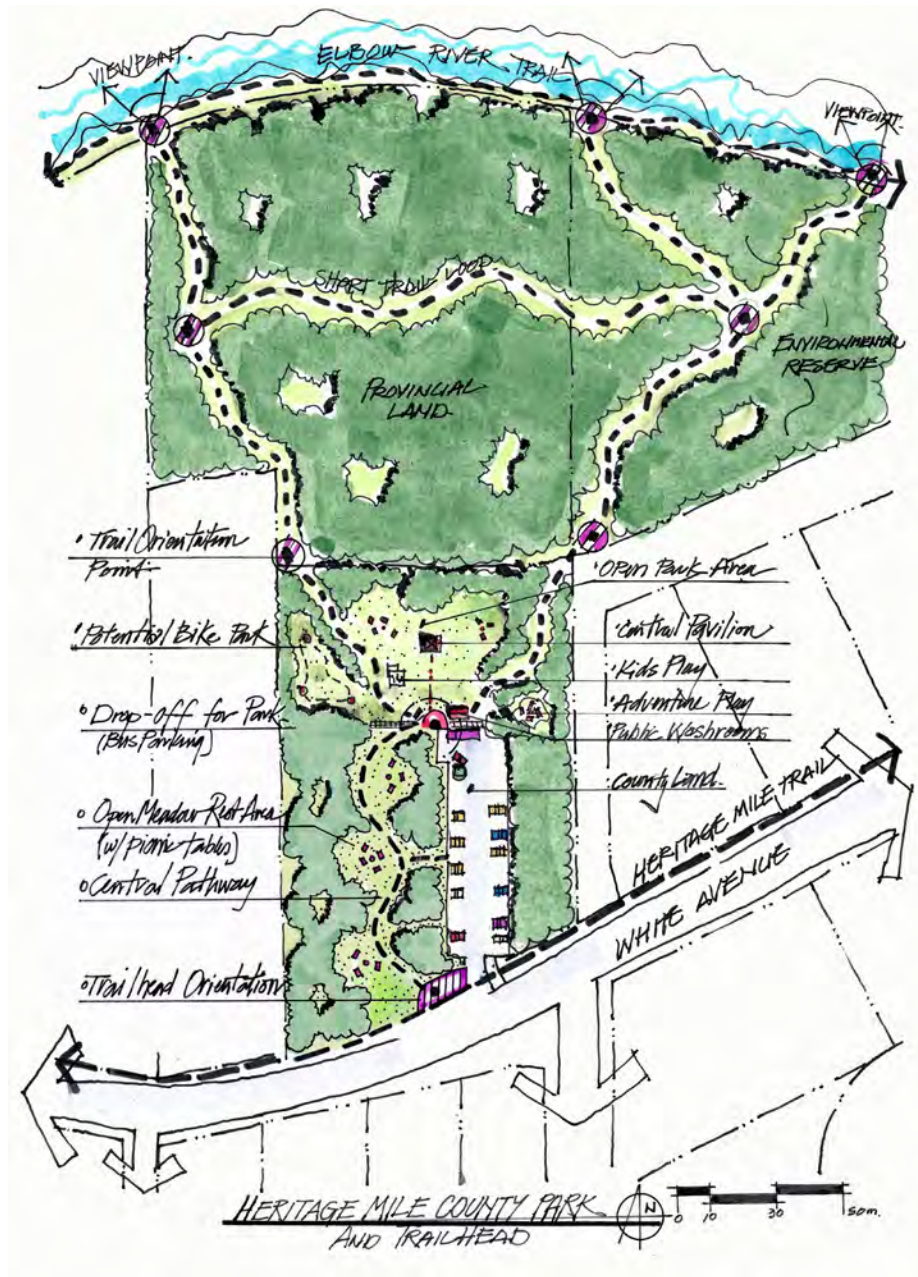 VIEWPOINT.
ELBOW RIVER TRAIL
VIEWPOINT.
SHORT TRAIL LOOP
ENVIRONMENTAL
RESERVE
PROVINCIAL
LAND
• Trail Orientation
Point
• Potential Bike Park
• Drop-off for Park
(Bus Parking)
• Open Meadow Rest Area
(w/ picnic tables)
• Central Pathway
• Trailhead Orientation
• Open Park Area
• Central Pavilion
• Kids Play
• Adventure Play
Public Washrooms
County Land
HERITAGE MILE TRAIL
WHITE AVENUE
HERITAGE MILE COUNTY PARK
AND TRAILHEAD
N
0 10 30 50m.